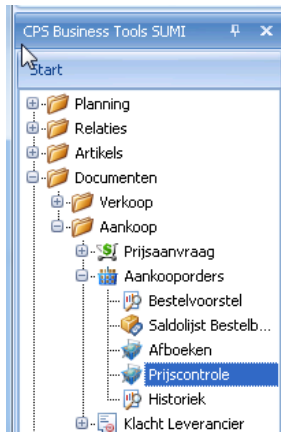 CPS Business Tools SUMI
Start
Planning
Relaties
Artikels
Documenten
Verkoop
Aankoop
Prijsaanvraag
Aankooporders
Bestelvoorstel
Saldolijst Bestelb...
Afboeken
Prijscontrole
Historiek
Klacht Leverancier